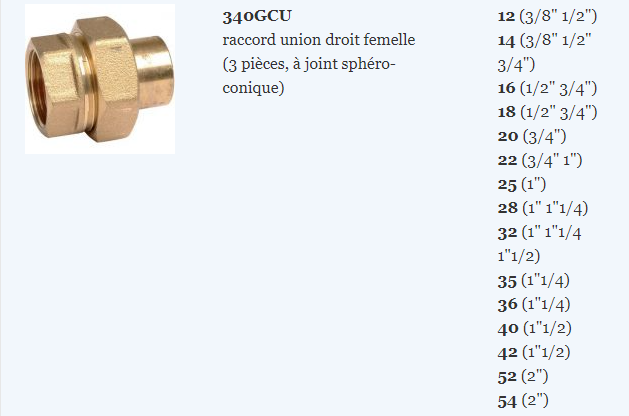 340GCU
raccord union droit femelle
(3 pièces, à joint sphéro-
conique)
12 (3/8" 1/2")
14 (3/8" 1/2"
3/4")
16 (1/2" 3/4")
18 (1/2" 3/4")
20 (3/4")
22 (3/4" 1")
25 (1")
28 (1" 1"1/4)
32 (1" 1"1/4
1"1/2)
35 (1"1/4)
36 (1"1/4)
40 (1"1/2)
42 (1"1/2)
52 (2")
54 (2")